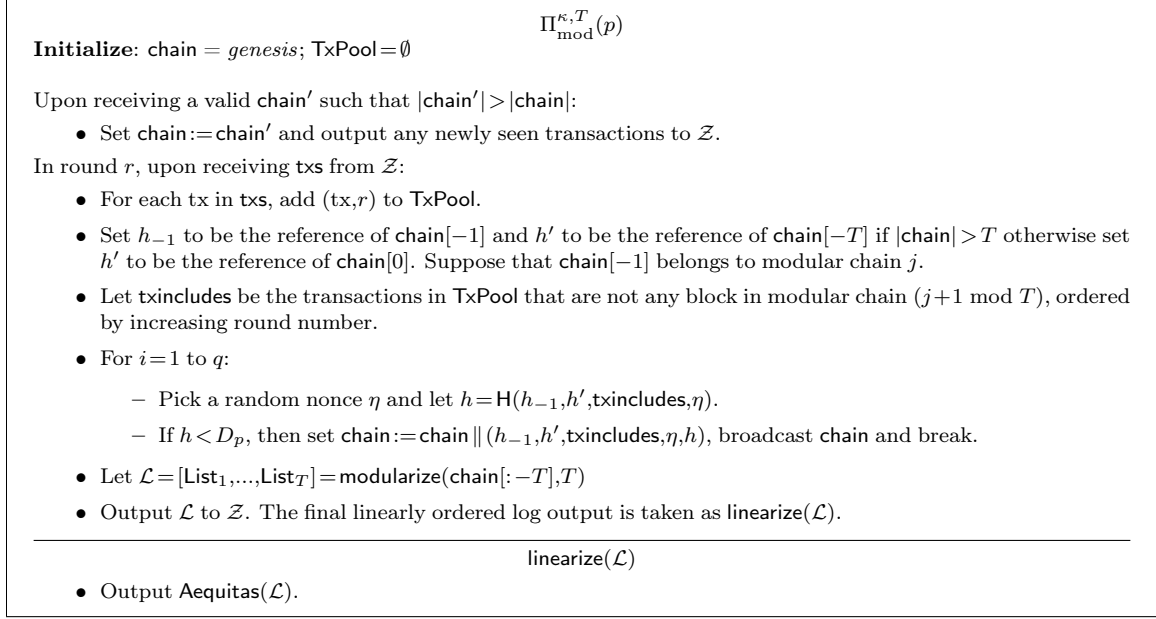 Π_mod^{κ,T}(p)
Initialize: chain = genesis; TxPool=∅
Upon receiving a valid chain′ such that |chain′|>|chain|:
• Set chain:=chain′ and output any newly seen transactions to 𝒵.
In round r, upon receiving txs from 𝒵:
• For each tx in txs, add (tx,r) to TxPool.
• Set h_{−1} to be the reference of chain[−1] and h′ to be the reference of chain[−T] if |chain|>T otherwise set
h′ to be the reference of chain[0]. Suppose that chain[−1] belongs to modular chain j.
• Let txincludes be the transactions in TxPool that are not any block in modular chain (j+1 mod T), ordered
by increasing round number.
• For i=1 to q:
– Pick a random nonce η and let h=H(h_{−1},h′,txincludes,η).
– If h<D_p, then set chain:=chain∥(h_{−1},h′,txincludes,η,h), broadcast chain and break.
• Let ℒ=[List_1,...,List_T]=modularize(chain[:−T],T)
• Output ℒ to 𝒵. The final linearly ordered log output is taken as linearize(ℒ).
linearize(ℒ)
• Output Aequitas(ℒ).